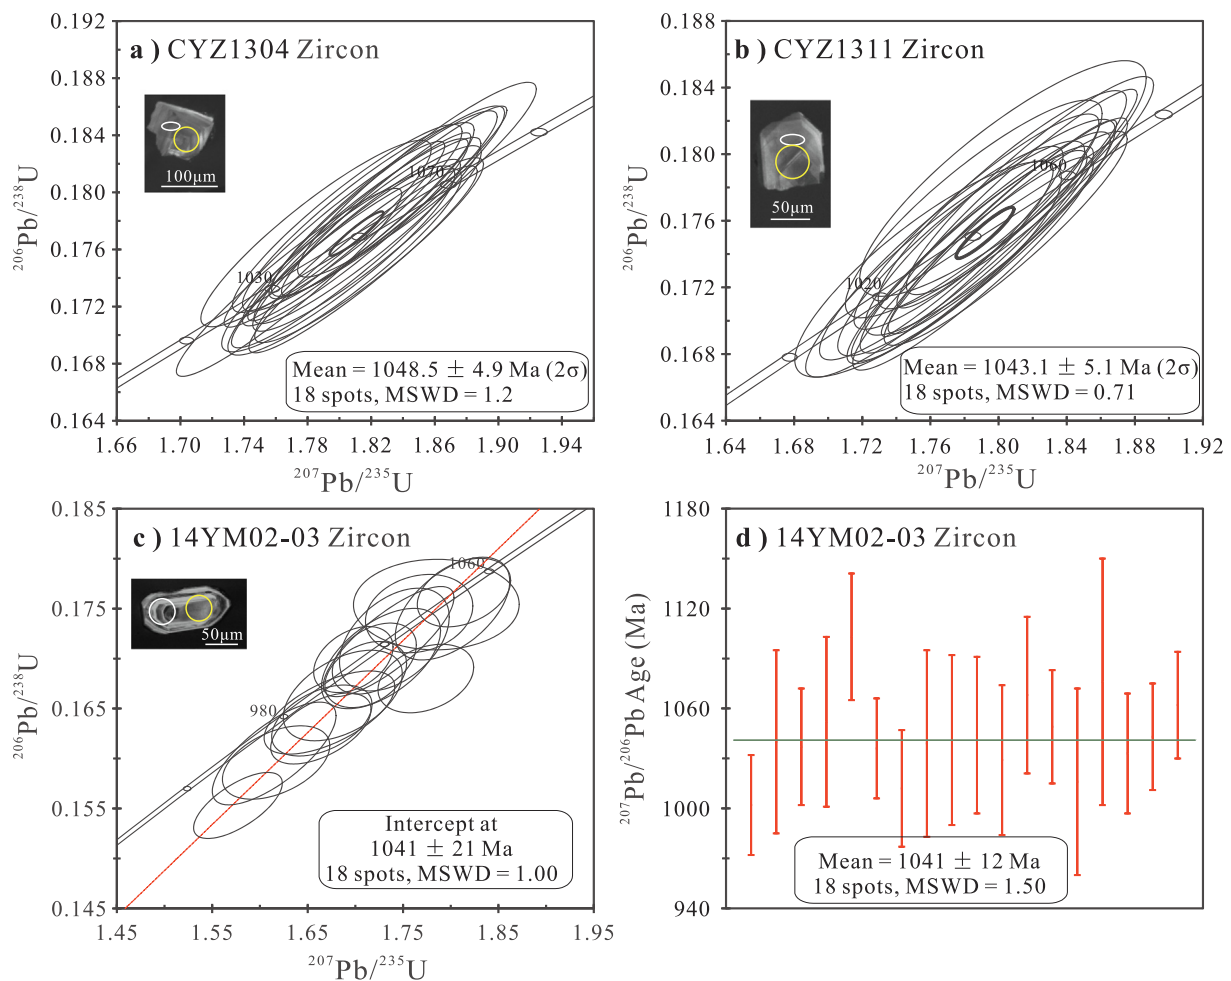 a ) CYZ1304 Zircon
0.192
0.188
0.184
0.180
0.176
0.172
0.168
0.164
²⁰⁶Pb/²³⁸U
100μm
1070
1030
Mean = 1048.5 ± 4.9 Ma (2σ)
18 spots, MSWD = 1.2
1.66 1.70 1.74 1.78 1.82 1.86 1.90 1.94
²⁰⁷Pb/²³⁵U
b ) CYZ1311 Zircon
0.188
0.184
0.180
0.176
0.172
0.168
0.164
²⁰⁶Pb/²³⁸U
50μm
1060
1020
Mean = 1043.1 ± 5.1 Ma (2σ)
18 spots, MSWD = 0.71
1.64 1.68 1.72 1.76 1.80 1.84 1.88 1.92
²⁰⁷Pb/²³⁵U
c ) 14YM02-03 Zircon
0.185
0.175
0.165
0.155
0.145
²⁰⁶Pb/²³⁸U
50μm
1060
980
Intercept at
1041 ± 21 Ma
18 spots, MSWD = 1.00
1.45 1.55 1.65 1.75 1.85 1.95
²⁰⁷Pb/²³⁵U
d ) 14YM02-03 Zircon
1180
1120
1060
1000
940
²⁰⁷Pb/²⁰⁶Pb Age (Ma)
Mean = 1041 ± 12 Ma
18 spots, MSWD = 1.50